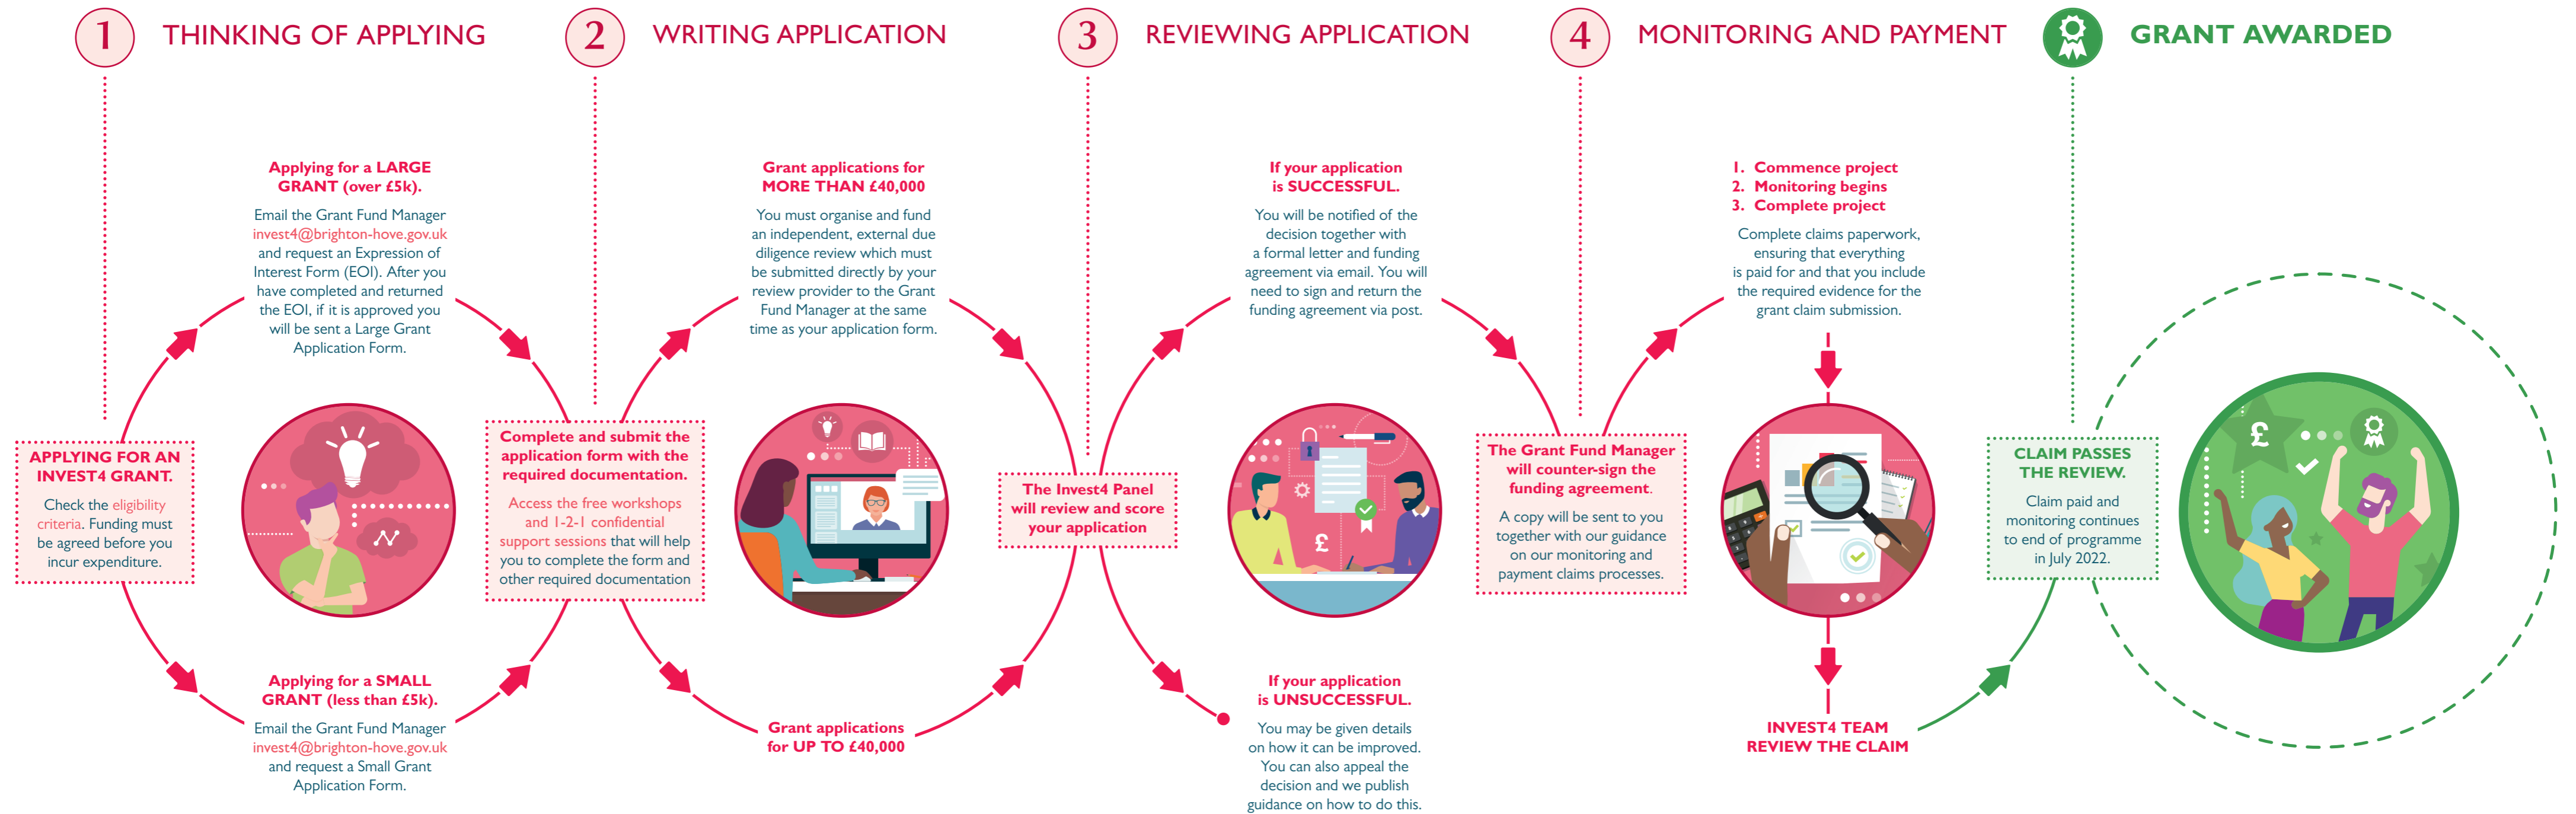 1 THINKING OF APPLYING
APPLYING FOR AN
INVEST4 GRANT.
Check the eligibility
criteria. Funding must
be agreed before you
incur expenditure.
Applying for a LARGE
GRANT (over £5k).
Email the Grant Fund Manager
invest4@brighton-hove.gov.uk
and request an Expression of
Interest Form (EOI). After you
have completed and returned
the EOI, if it is approved you
will be sent a Large Grant
Application Form.
Applying for a SMALL
GRANT (less than £5k).
Email the Grant Fund Manager
invest4@brighton-hove.gov.uk
and request a Small Grant
Application Form.
2 WRITING APPLICATION
Complete and submit the
application form with the
required documentation.
Access the free workshops
and 1-2-1 confidential
support sessions that will help
you to complete the form and
other required documentation
Grant applications for
MORE THAN £40,000
You must organise and fund
an independent, external due
diligence review which must
be submitted directly by your
review provider to the Grant
Fund Manager at the same
time as your application form.
Grant applications
for UP TO £40,000
3 REVIEWING APPLICATION
The Invest4 Panel
will review and score
your application
If your application
is SUCCESSFUL.
You will be notified of the
decision together with
a formal letter and funding
agreement via email. You will
need to sign and return the
funding agreement via post.
£
If your application
is UNSUCCESSFUL.
You may be given details
on how it can be improved.
You can also appeal the
decision and we publish
guidance on how to do this.
4 MONITORING AND PAYMENT
The Grant Fund Manager
will counter-sign the
funding agreement.
A copy will be sent to you
together with our guidance
on our monitoring and
payment claims processes.
1. Commence project
2. Monitoring begins
3. Complete project
Complete claims paperwork,
ensuring that everything
is paid for and that you include
the required evidence for the
grant claim submission.
INVEST4 TEAM
REVIEW THE CLAIM
GRANT AWARDED
CLAIM PASSES
THE REVIEW.
Claim paid and
monitoring continues
to end of programme
in July 2022.
£